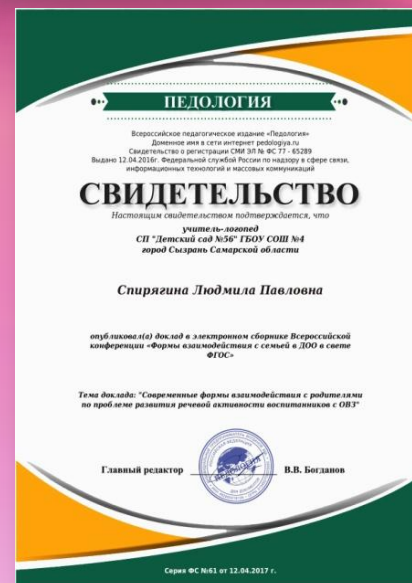 ПЕДОЛОГИЯ
Всероссийское педагогическое издание «Педология»
Доменное имя в сети интернет pedologiya.ru
Свидетельство о регистрации СМИ ЭЛ № ФС 77 - 65289
Выдано 12.04.2016г. Федеральной службой России по надзору в сфере связи,
информационных технологий и массовых коммуникаций
СВИДЕТЕЛЬСТВО
Настоящим свидетельством подтверждается, что
учитель-логопед
СП "Детский сад №56" ГБОУ СОШ №4
город Сызрань Самарской области
Спирягина Людмила Павловна
опубликовал(а) доклад в электронном сборнике Всероссийской
конференции «Формы взаимодействия с семьей в ДОО в свете
ФГОС»
Тема доклада: "Современные формы взаимодействия с родителями
по проблеме развития речевой активности воспитанников с ОВЗ"
Главный редактор В.В. Богданов
ПЕДОЛОГИЯ
Серия ФС №61 от 12.04.2017 г.